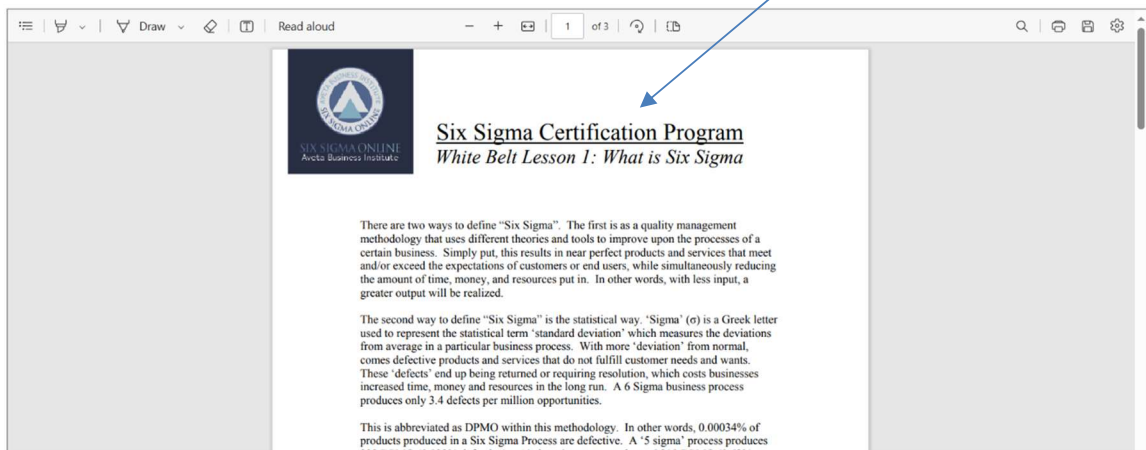 Draw
Read aloud
1 of 3
AVETA BUSINESS INSTITUTE
SIX SIGMA ONLINE
SIX SIGMA ONLINE
Aveta Business Institute
Six Sigma Certification Program
White Belt Lesson 1: What is Six Sigma
There are two ways to define “Six Sigma”. The first is as a quality management
methodology that uses different theories and tools to improve upon the processes of a
certain business. Simply put, this results in near perfect products and services that meet
and/or exceed the expectations of customers or end users, while simultaneously reducing
the amount of time, money, and resources put in. In other words, with less input, a
greater output will be realized.
The second way to define “Six Sigma” is the statistical way. ‘Sigma’ (σ) is a Greek letter
used to represent the statistical term ‘standard deviation’ which measures the deviations
from average in a particular business process. With more ‘deviation’ from normal,
comes defective products and services that do not fulfill customer needs and wants.
These ‘defects’ end up being returned or requiring resolution, which costs businesses
increased time, money and resources in the long run. A 6 Sigma business process
produces only 3.4 defects per million opportunities.
This is abbreviated as DPMO within this methodology. In other words, 0.00034% of
products produced in a Six Sigma Process are defective. A ‘5 sigma’ process produces